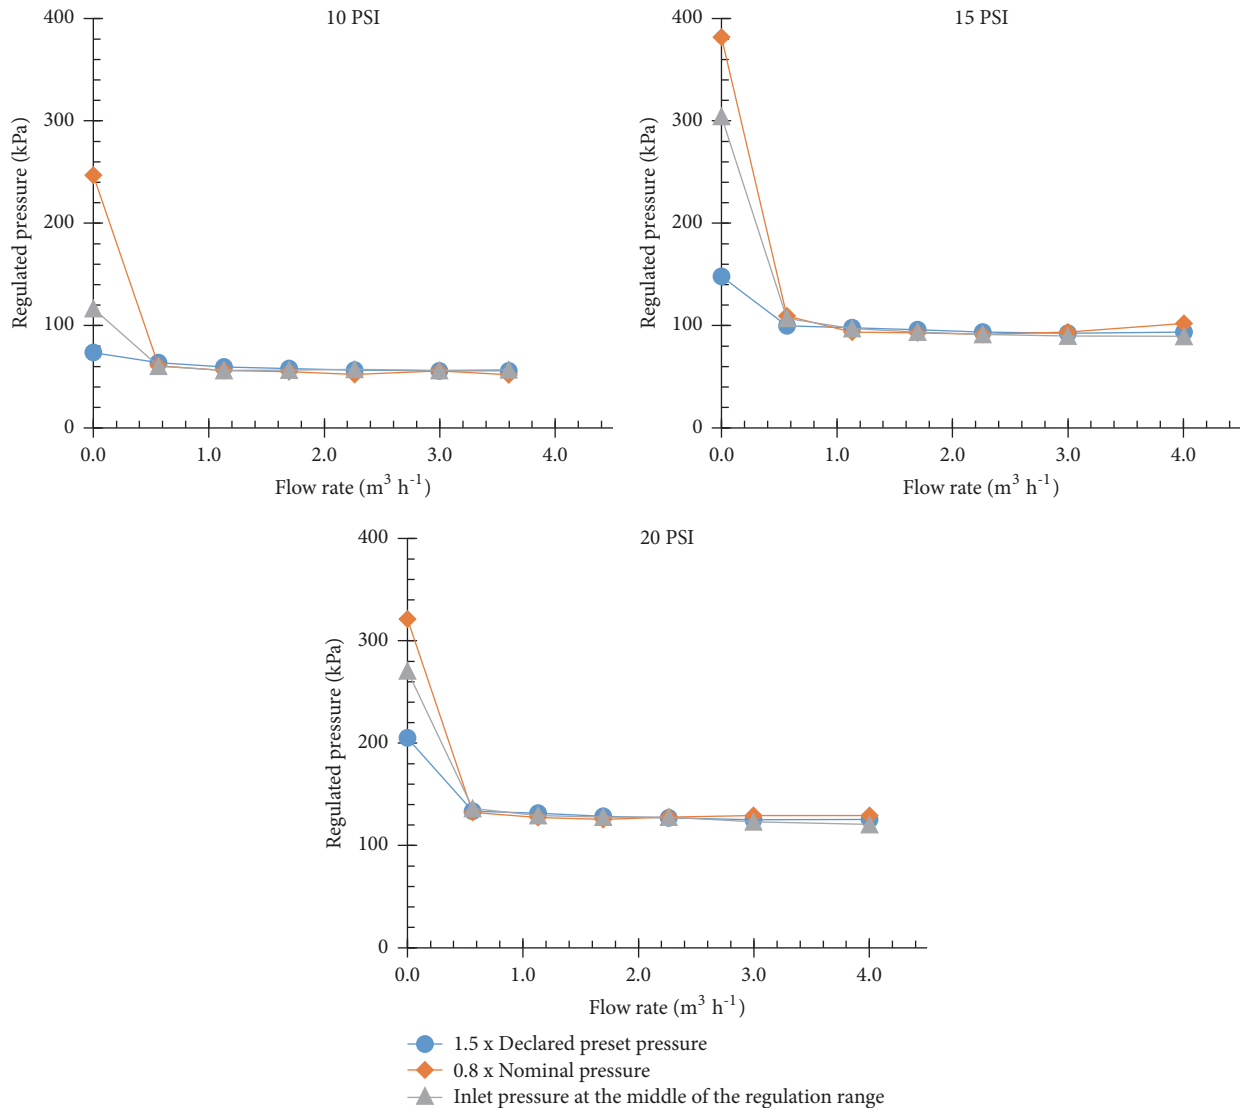 10 PSI
400
300
200
100
0
Regulated pressure (kPa)
0.0 1.0 2.0 3.0 4.0
Flow rate (m³ h⁻¹)
15 PSI
400
300
200
100
0
Regulated pressure (kPa)
0.0 1.0 2.0 3.0 4.0
Flow rate (m³ h⁻¹)
20 PSI
400
300
200
100
0
Regulated pressure (kPa)
0.0 1.0 2.0 3.0 4.0
Flow rate (m³ h⁻¹)
1.5 x Declared preset pressure
0.8 x Nominal pressure
Inlet pressure at the middle of the regulation range